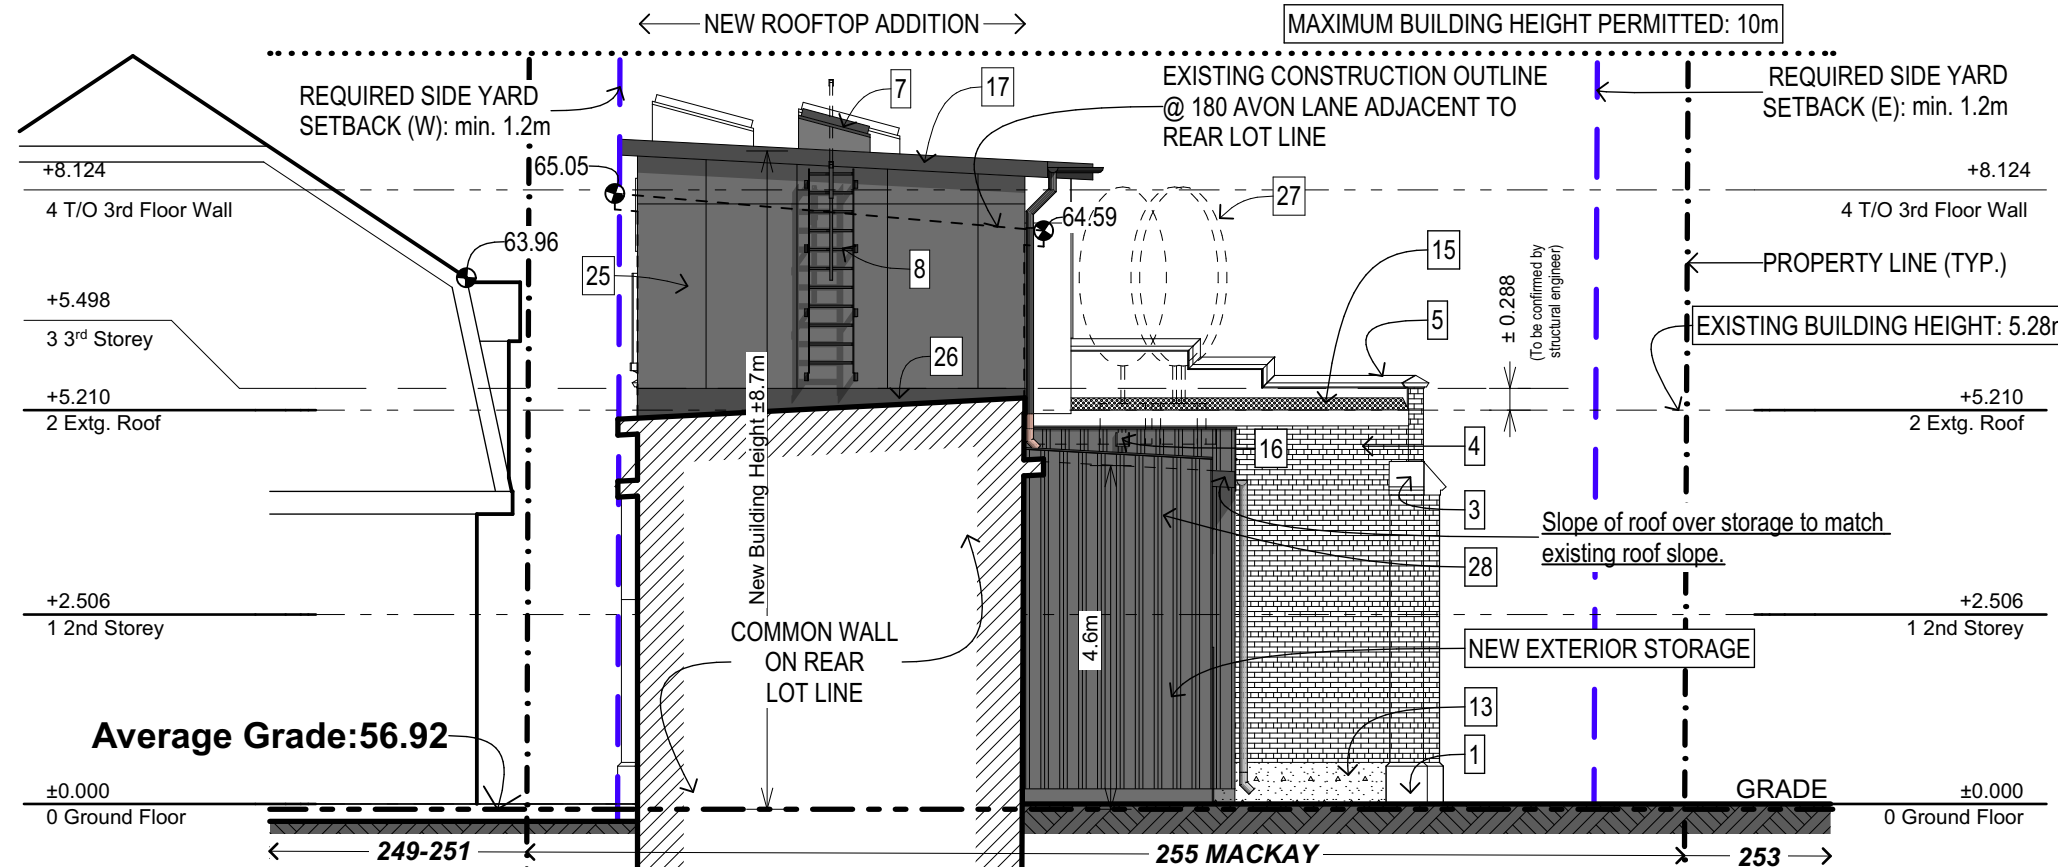 NEW ROOFTOP ADDITION
MAXIMUM BUILDING HEIGHT PERMITTED: 10m
REQUIRED SIDE YARD
SETBACK (W): min. 1.2m
7
17
EXISTING CONSTRUCTION OUTLINE
@ 180 AVON LANE ADJACENT TO
REAR LOT LINE
REQUIRED SIDE YARD
SETBACK (E): min. 1.2m
+8.124
4 T/O 3rd Floor Wall
65.05
64.59
27
+8.124
4 T/O 3rd Floor Wall
63.96
25
8
15
PROPERTY LINE (TYP.)
+5.498
3 3rd Storey
26
5
± 0.288
(To be confirmed by
structural engineer)
EXISTING BUILDING HEIGHT: 5.28m
+5.210
2 Extg. Roof
+5.210
2 Extg. Roof
New Building Height ±8.7m
16
4
3
Slope of roof over storage to match
existing roof slope.
28
+2.506
1 2nd Storey
+2.506
1 2nd Storey
COMMON WALL
ON REAR
LOT LINE
4.6m
NEW EXTERIOR STORAGE
13
1
Average Grade:56.92
GRADE
±0.000
0 Ground Floor
±0.000
0 Ground Floor
249-251
255 MACKAY
253